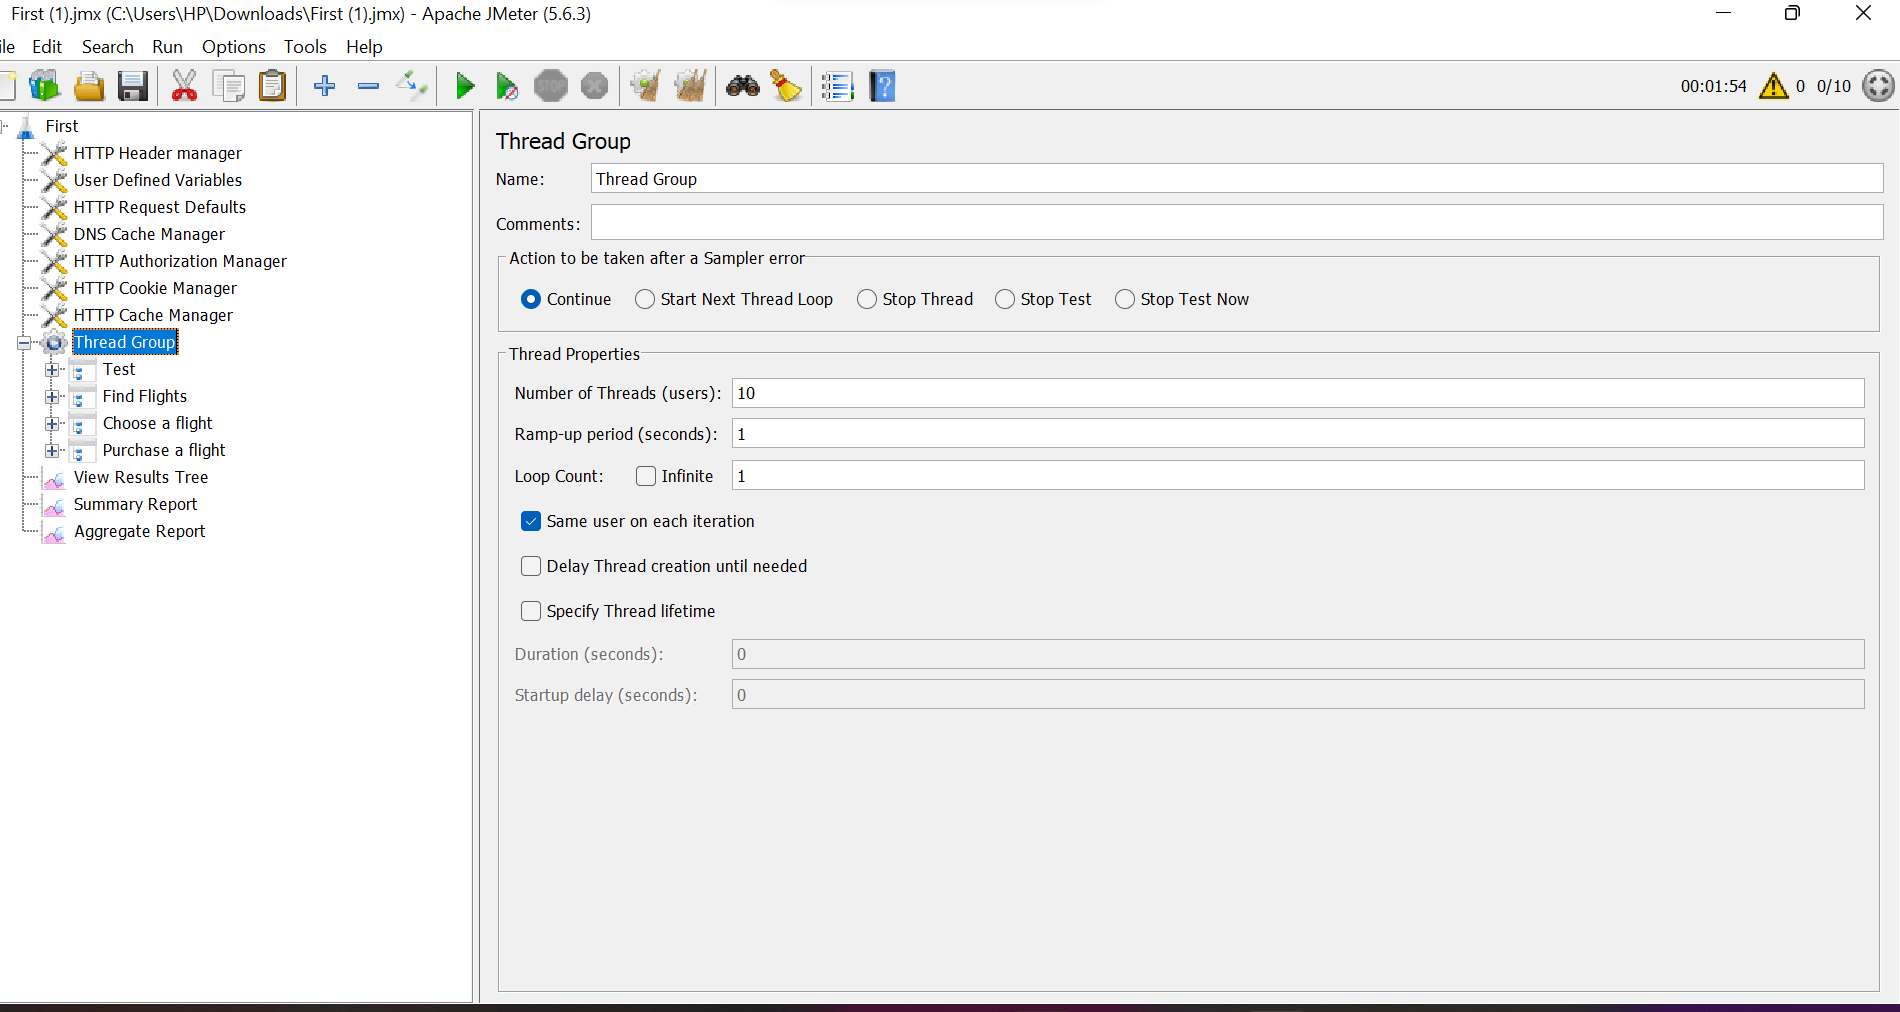 First (1).jmx (C:\Users\HP\Downloads\First (1).jmx) - Apache JMeter (5.6.3)
ile Edit Search Run Options Tools Help
STOP ? 00:01:54 0 0/10
First
HTTP Header manager
User Defined Variables
HTTP Request Defaults
DNS Cache Manager
HTTP Authorization Manager
HTTP Cookie Manager
HTTP Cache Manager
Thread Group
Test
Find Flights
Choose a flight
Purchase a flight
View Results Tree
Summary Report
Aggregate Report
Thread Group
Name: Thread Group
Comments:
Action to be taken after a Sampler error
Continue Start Next Thread Loop Stop Thread Stop Test Stop Test Now
Thread Properties
Number of Threads (users): 10
Ramp-up period (seconds): 1
Loop Count: Infinite 1
Same user on each iteration
Delay Thread creation until needed
Specify Thread lifetime
Duration (seconds): 0
Startup delay (seconds): 0